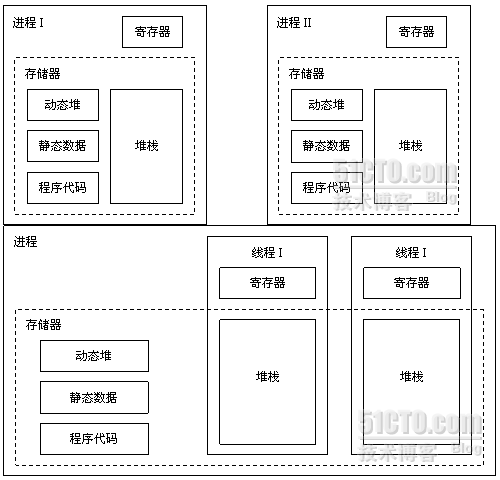 进程 I
寄存器
存储器
动态堆
静态数据
程序代码
堆栈
进程 II
寄存器
存储器
动态堆
静态数据
程序代码
堆栈
51CTO.com
技术博客 Blog
进程
线程 I
寄存器
线程 I
寄存器
存储器
动态堆
静态数据
程序代码
堆栈
堆栈
51CTO.com
技术博客 Blog